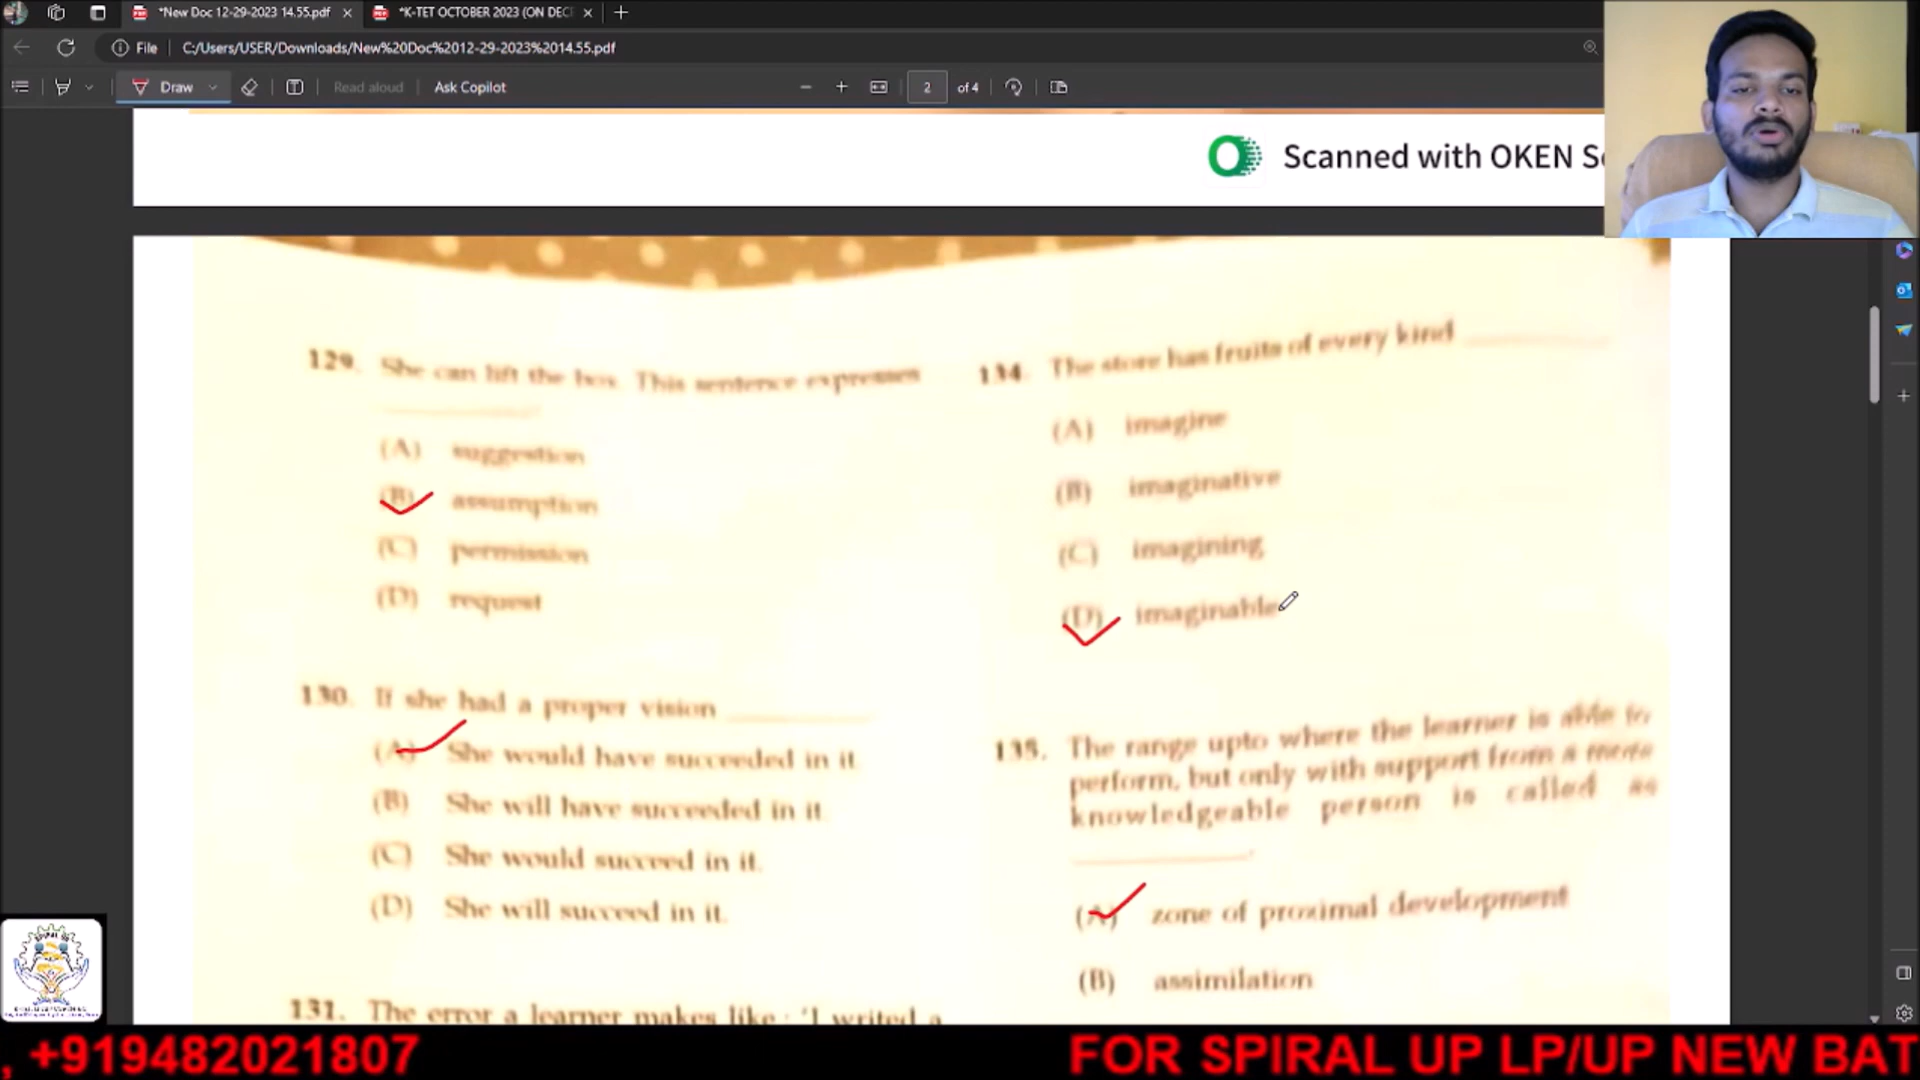 *New Doc 12-29-2023 14.55.pdf
*K-TET OCTOBER 2023 (ON DEC
File C:/Users/USER/Downloads/New%20Doc%2012-29-2023%2014.55.pdf
Draw Read aloud Ask Copilot 2 of 4
Scanned with OKEN S
129. She can lift the box. This sentence expresses
(A) suggestion
(B) assumption
(C) permission
(D) request
130. If she had a proper vision
(A) She would have succeeded in it
(B) She will have succeeded in it
(C) She would succeed in it.
(D) She will succeed in it.
131. The error a learner makes like : 'I writed a
134. The store has fruits of every kind
(A) imagine
(B) imaginative
(C) imagining
(D) imaginable
135. The range upto where the learner is able to
perform, but only with support from a more
knowledgeable person is called as
(A) zone of proximal development
(B) assimilation
SPIRAL UP
, +919482021807
FOR SPIRAL UP LP/UP NEW BAT